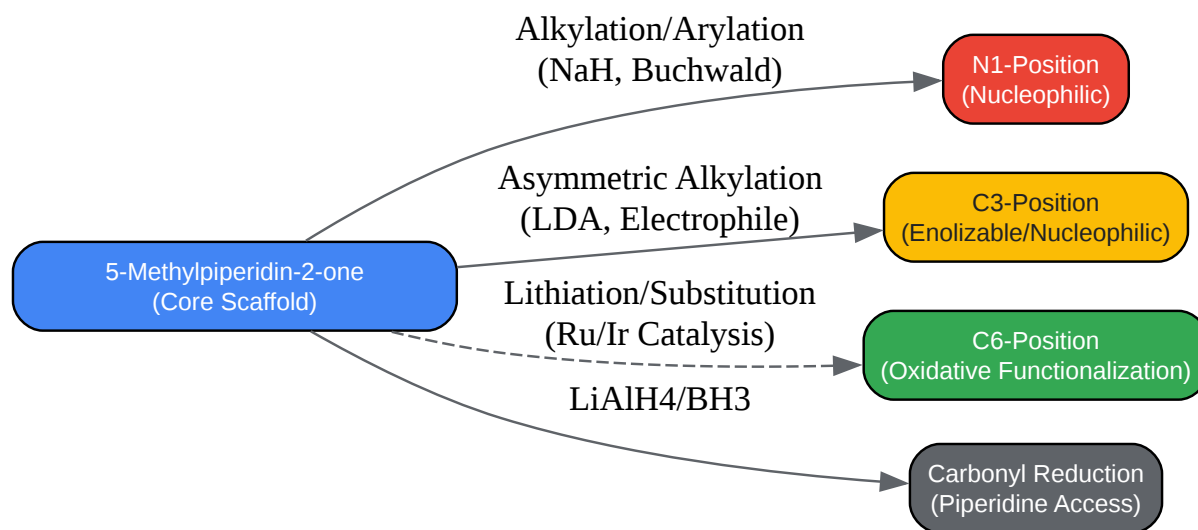 Alkylation/Arylation
(NaH, Buchwald)
N1-Position
(Nucleophilic)
Asymmetric Alkylation
(LDA, Electrophile)
C3-Position
(Enolizable/Nucleophilic)
5-Methylpiperidin-2-one
(Core Scaffold)
Lithiation/Substitution
(Ru/Ir Catalysis)
C6-Position
(Oxidative Functionalization)
LiAlH4/BH3
Carbonyl Reduction
(Piperidine Access)